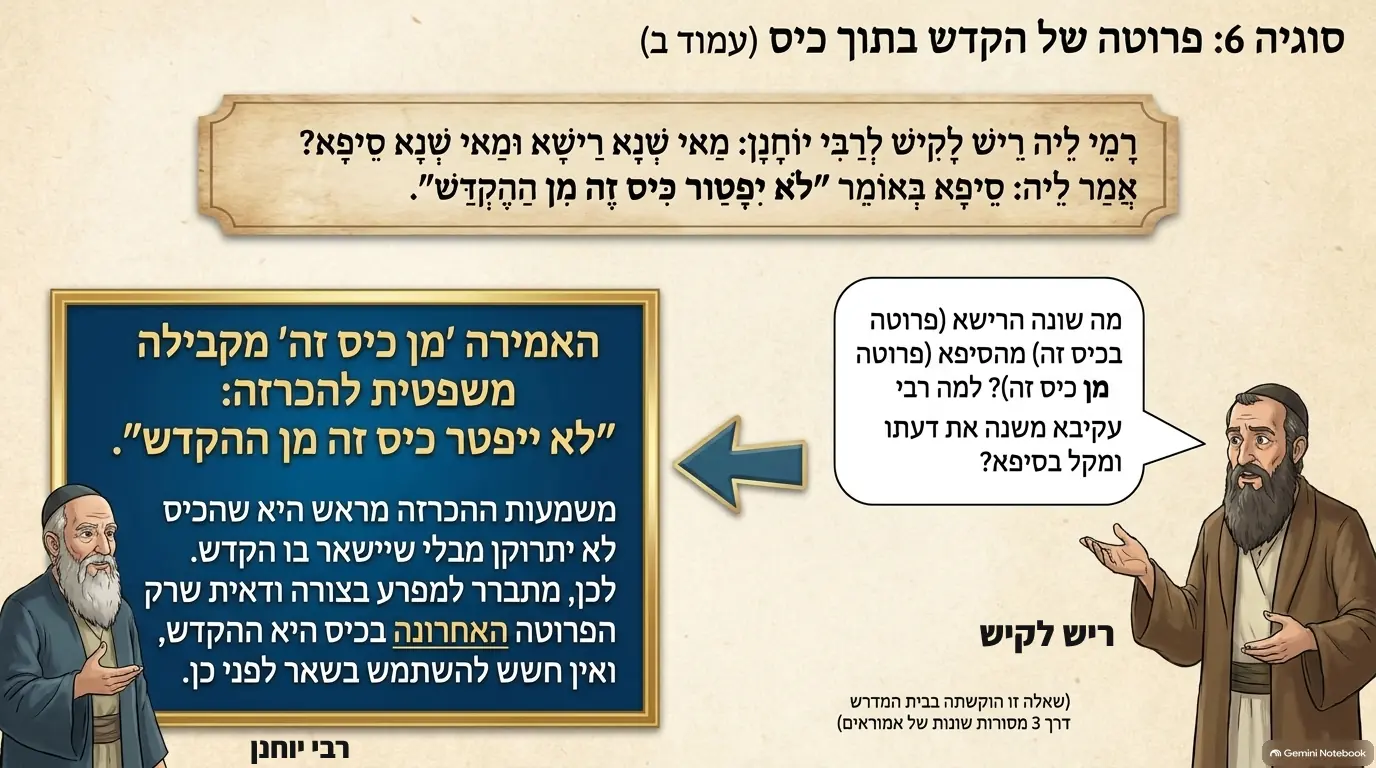 סוגיה 6: פרוטה של הקדש בתוך כיס (עמוד ב)
רָמֵי לֵיהּ רֵישׁ לָקִישׁ לְרַבִּי יוֹחָנָן: מַאי שְׁנָא רֵישָׁא וּמַאי שְׁנָא סֵיפָא?
אֲמַר לֵיהּ: סֵיפָא בְּאוֹמֵר "לֹא יִפָּטוּר כִּיס זֶה מִן הַהֶקְדֵּשׁ".
מה שונה הרישא (פרוטה
בכיס זה) מהסיפא (פרוטה
מן כיס זה)? למה רבי
עקיבא משנה את דעתו
ומקל בסיפא?
ריש לקיש
(שאלה זו הוקשתה בבית המדרש
דרך 3 מסורות שונות של אמוראים)
האמירה 'מן כיס זה' מקבילה
משפטית להכרזה:
"לא ייפטר כיס זה מן ההקדש".
משמעות ההכרזה מראש היא שהכיס
לא יתרוקן מבלי שיישאר בו הקדש.
לכן, מתברר למפרע בצורה ודאית שרק
הפרוטה האחרונה בכיס היא ההקדש,
ואין חשש להשתמש בשאר לפני כן.
רבי יוחנן
Gemini Notebook